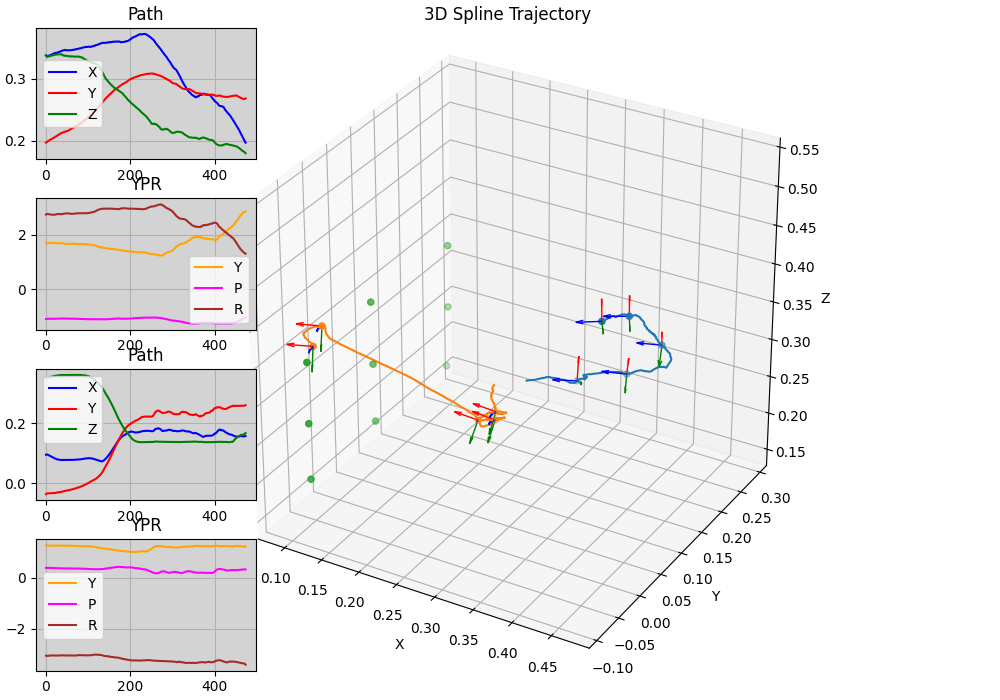 Path
0.3
0.2
X
Y
Z
0 200 400
YPR
2
0
Y
P
R
0 200 400
Path
0.2
0.0
X
Y
Z
0 200 400
YPR
0
−2
Y
P
R
0 200 400
3D Spline Trajectory
0.55
0.50
0.45
0.40
0.35
0.30
0.25
0.20
0.15
Z
0.30
0.25
0.20
0.15
0.10
0.05
0.00
−0.05
−0.10
Y
0.10
0.15
0.20
0.25
0.30
0.35
0.40
0.45
X